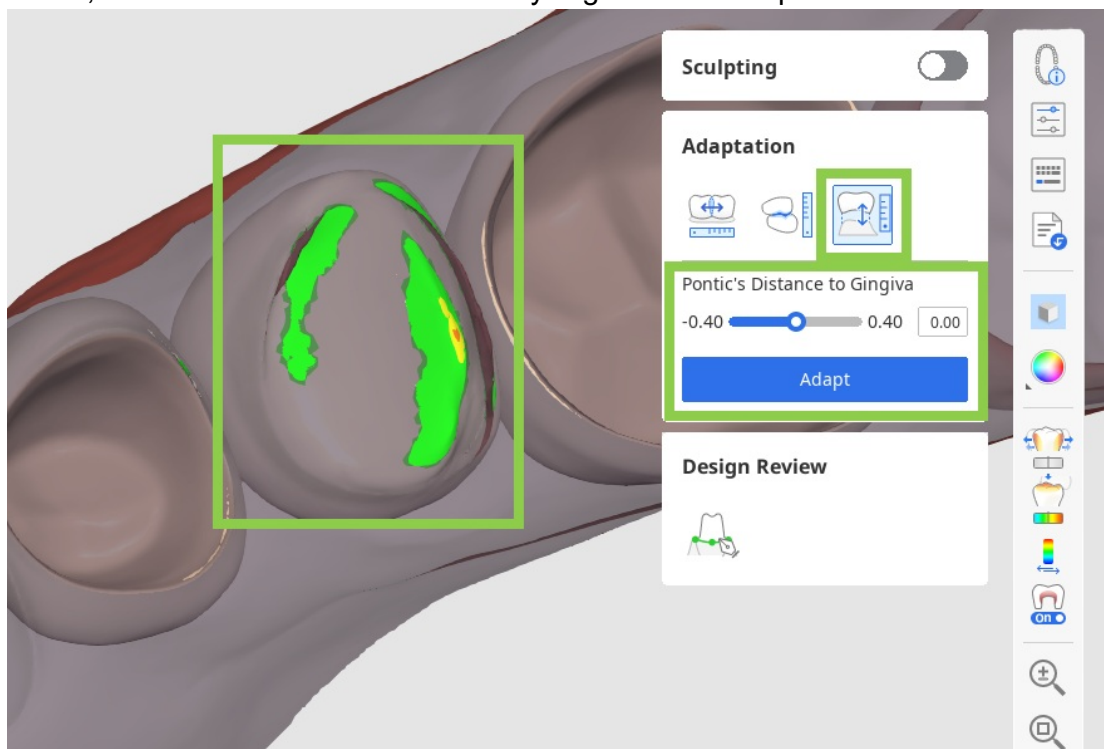 Sculpting
Adaptation
Pontic's Distance to Gingiva
-0.40 0.40 0.00
Adapt
Design Review
On